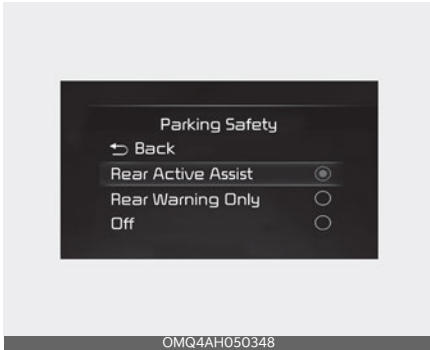 Parking Safety
Back
Rear Active Assist
Rear Warning Only
Off
OMQ4AH050348